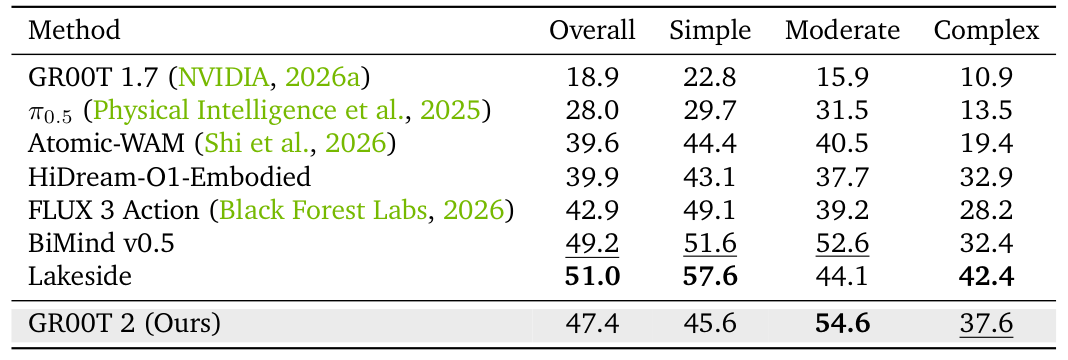 Method Overall Simple Moderate Complex
GR00T 1.7 (NVIDIA, 2026a) 18.9 22.8 15.9 10.9
π0.5 (Physical Intelligence et al., 2025) 28.0 29.7 31.5 13.5
Atomic-WAM (Shi et al., 2026) 39.6 44.4 40.5 19.4
HiDream-O1-Embodied 39.9 43.1 37.7 32.9
FLUX 3 Action (Black Forest Labs, 2026) 42.9 49.1 39.2 28.2
BiMind v0.5 49.2 51.6 52.6 32.4
Lakeside 51.0 57.6 44.1 42.4
GR00T 2 (Ours) 47.4 45.6 54.6 37.6